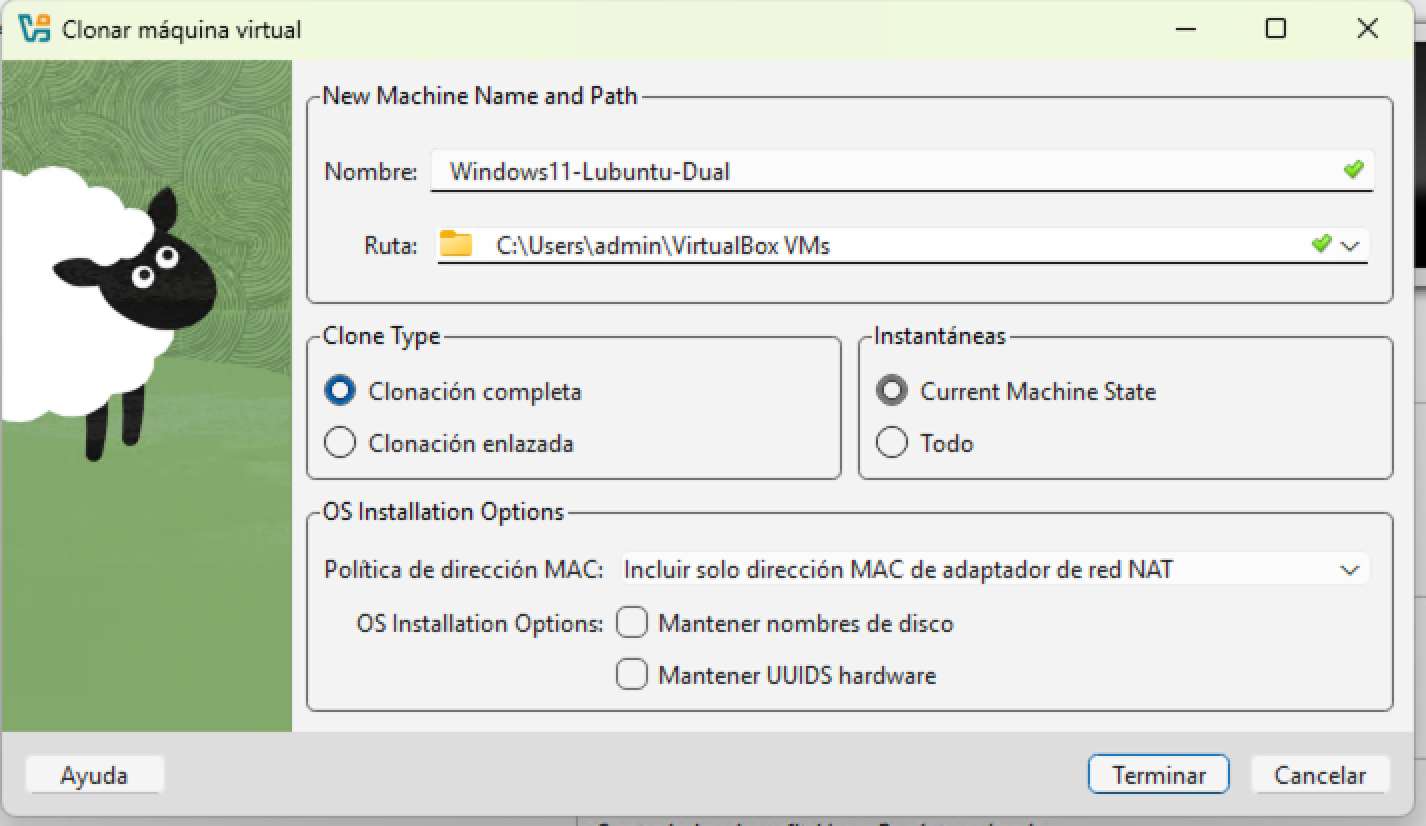 Clonar máquina virtual
New Machine Name and Path
Nombre: Windows11-Lubuntu-Dual
Ruta: C:\Users\admin\VirtualBox VMs
Clone Type
Clonación completa
Clonación enlazada
Instantáneas
Current Machine State
Todo
OS Installation Options
Política de dirección MAC: Incluir solo dirección MAC de adaptador de red NAT
OS Installation Options: Mantener nombres de disco
Mantener UUIDS hardware
Ayuda
Terminar
Cancelar